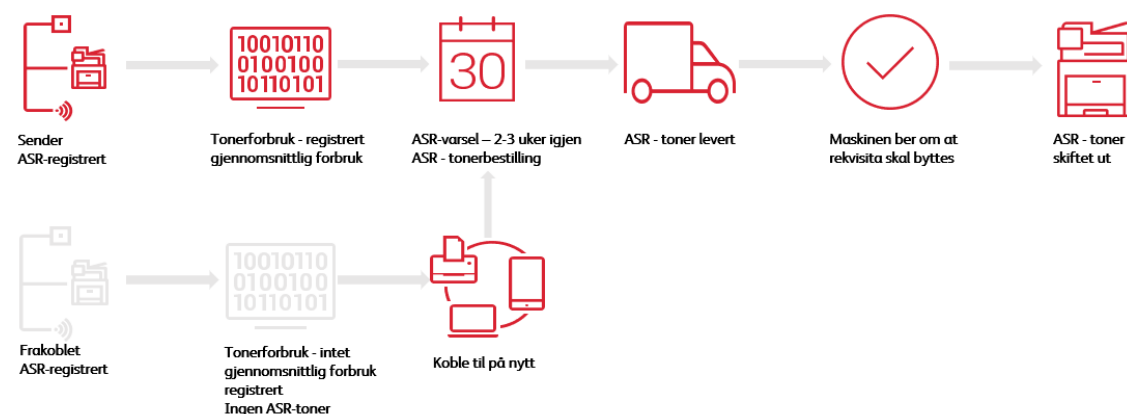 10010110
0100100
10110101
30
Sender
ASR-registrert
Tonerforbruk - registrert
gjennomsnittlig forbruk
ASR-varsel – 2-3 uker igjen
ASR - tonerbestilling
ASR - toner levert
Maskinen ber om at
rekvisita skal byttes
ASR - toner
skiftet ut
10010110
0100100
10110101
Frakoblet
ASR-registrert
Tonerforbruk - intet
gjennomsnittlig forbruk
registrert
Ingen ASR-toner
Koble til på nytt